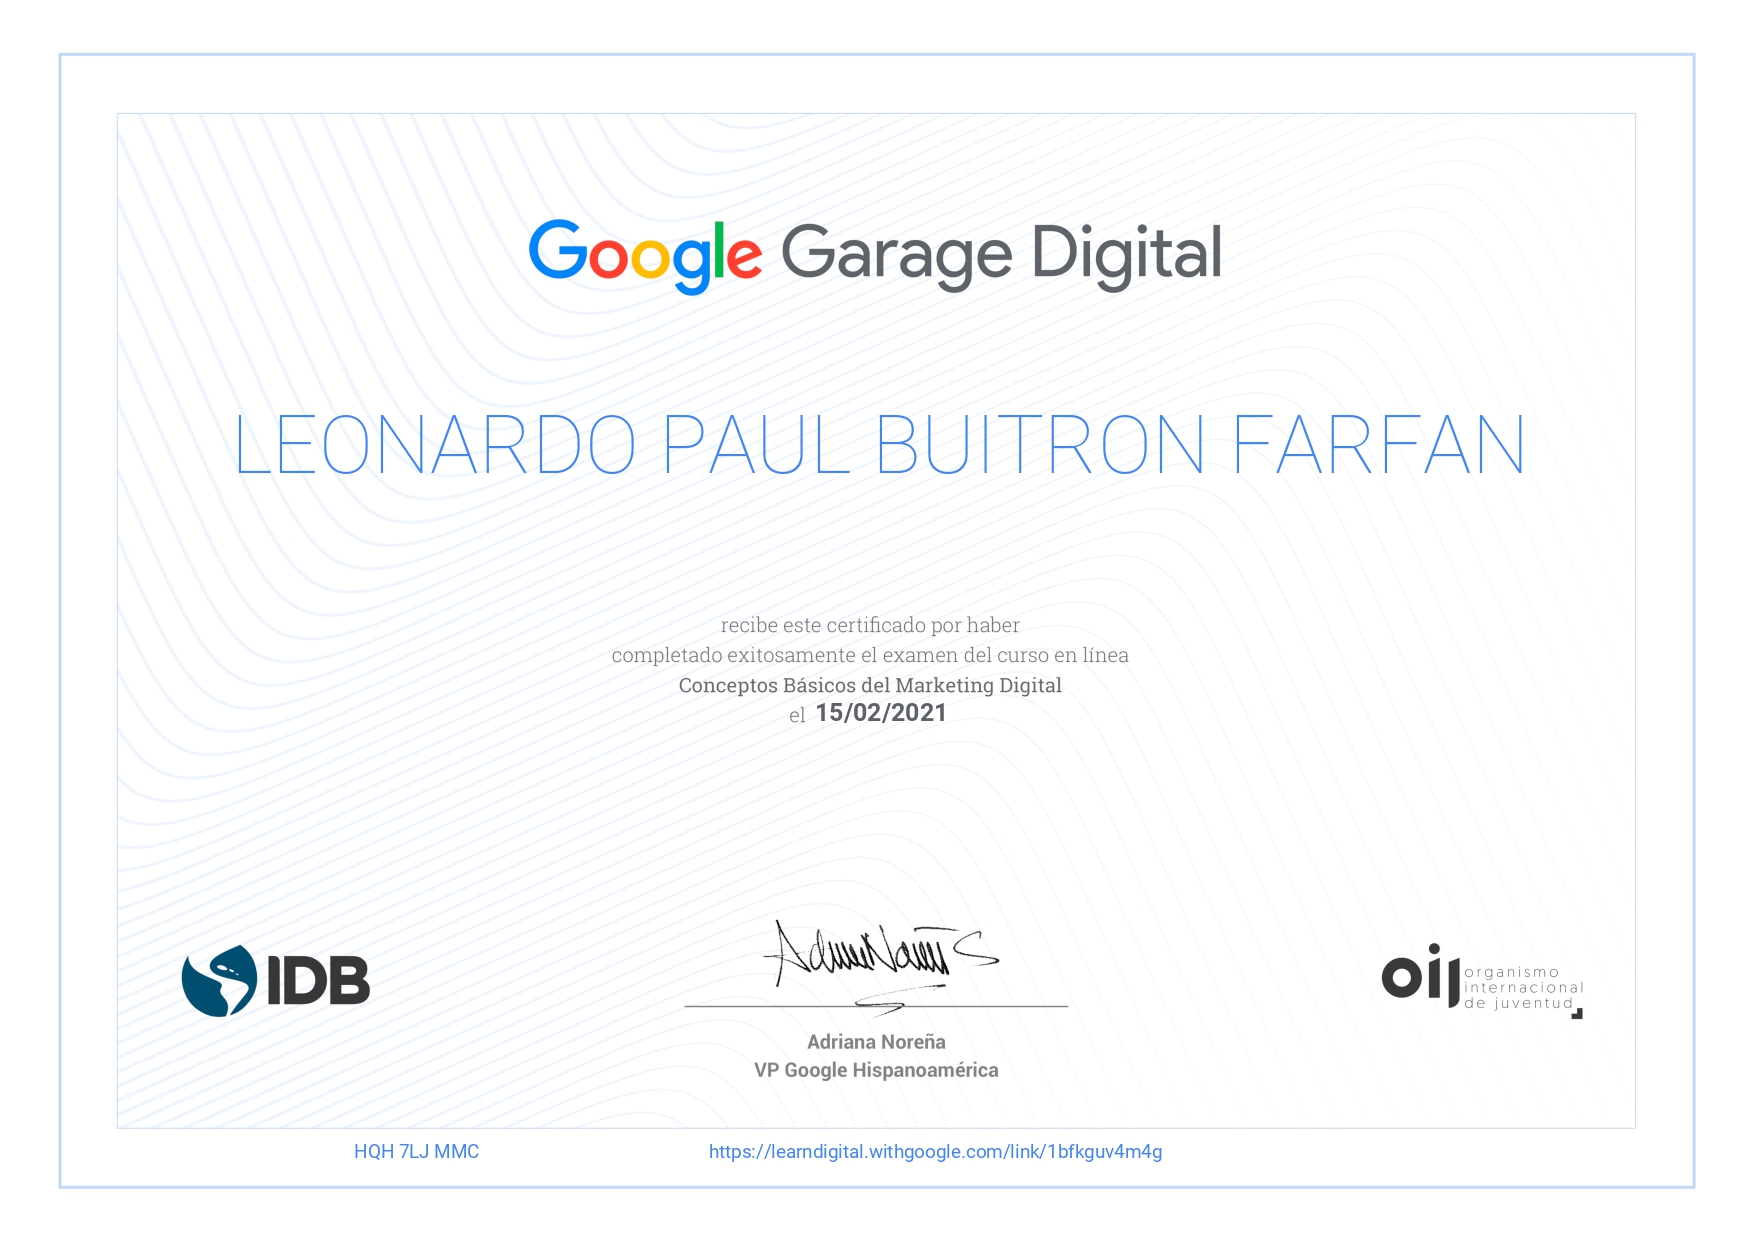 Google Garage Digital
LEONARDO PAUL BUITRON FARFAN
recibe este certificado por haber
completado exitosamente el examen del curso en línea
Conceptos Básicos del Marketing Digital
el 15/02/2021
IDB
oij organismo
internacional
de juventud
Adriana Noreña
VP Google Hispanoamérica
HQH 7LJ MMC
https://learndigital.withgoogle.com/link/1bfkguv4m4g